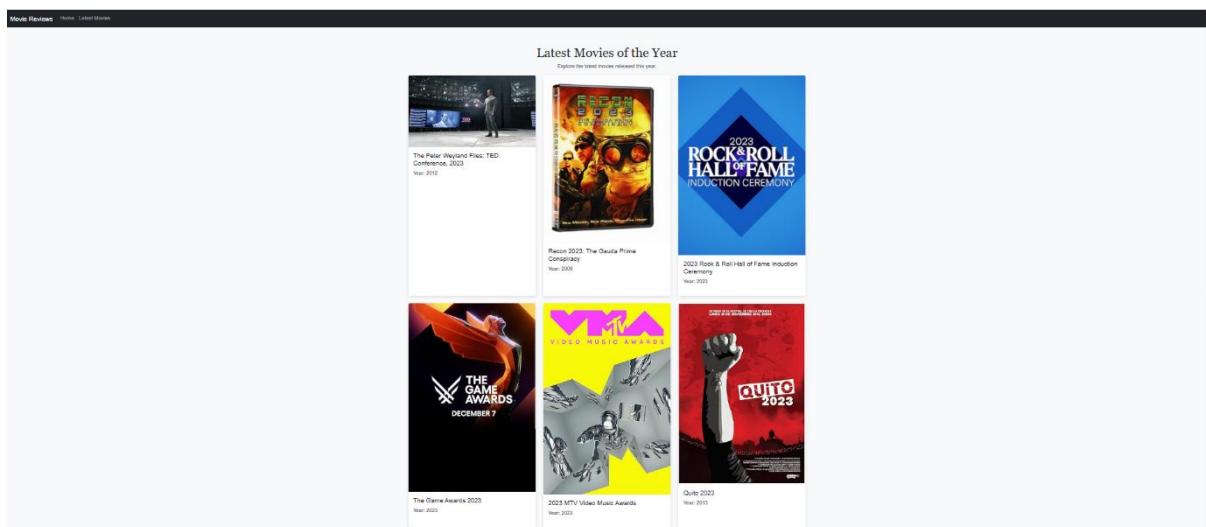 Movie Reviews Home Latest Movies
Latest Movies of the Year
Explore the latest movies released this year.
The Peter Weyland Files: TED
Conference, 2023
Year: 2012
RECON
2023
Recon 2023: The Gauda Prime
Conspiracy
Year: 2009
2023
ROCK & ROLL
HALL OF FAME
INDUCTION CEREMONY
2023 Rock & Roll Hall of Fame Induction
Ceremony
Year: 2023
THE
GAME
AWARDS
DECEMBER 7
The Game Awards 2023
Year: 2023
MTV
VMA
VIDEO MUSIC AWARDS
2023 MTV Video Music Awards
Year: 2023
QUITO
2023
Quito 2023
Year: 2013